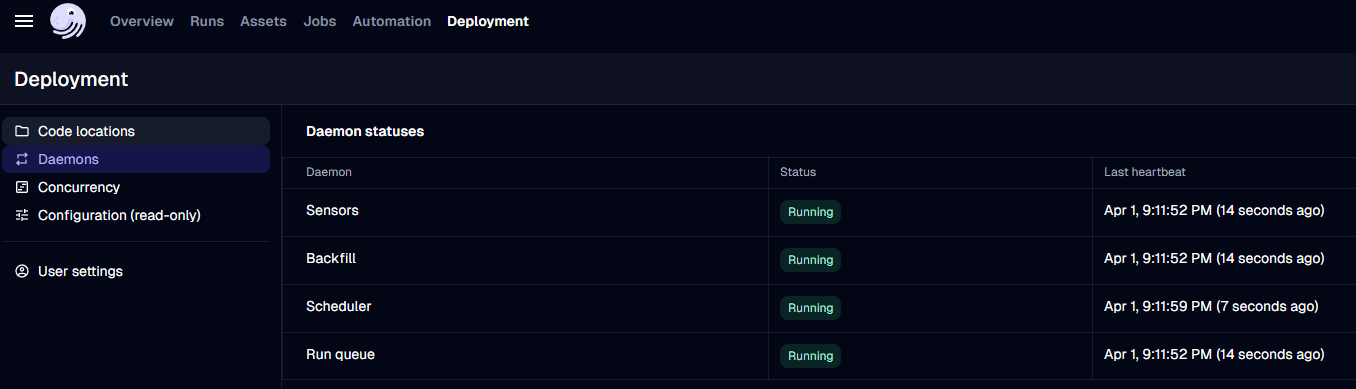 Overview Runs Assets Jobs Automation Deployment
Deployment
Code locations
Daemons
Concurrency
Configuration (read-only)
User settings
Daemon statuses
Daemon Status Last heartbeat
Sensors Running Apr 1, 9:11:52 PM (14 seconds ago)
Backfill Running Apr 1, 9:11:52 PM (14 seconds ago)
Scheduler Running Apr 1, 9:11:59 PM (7 seconds ago)
Run queue Running Apr 1, 9:11:52 PM (14 seconds ago)